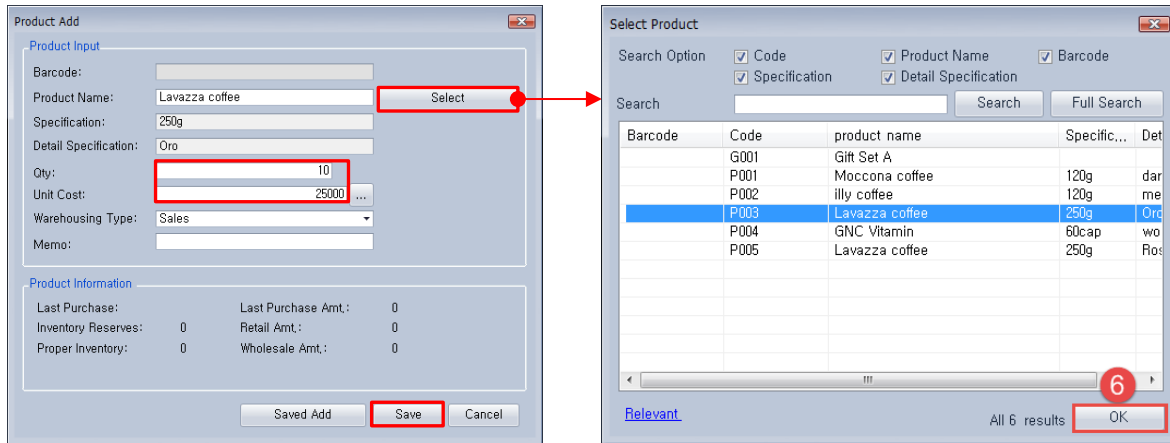 Product Add
Product Input
Barcode:
Product Name: Lavazza coffee Select
Specification: 250g
Detail Specification: Oro
Qty: 10
Unit Cost: 25000 ...
Warehousing Type: Sales
Memo:
Product Information
Last Purchase: Last Purchase Amt.: 0
Inventory Reserves: 0 Retail Amt.: 0
Proper Inventory: 0 Wholesale Amt.: 0
Saved Add Save Cancel
Select Product
Search Option Code Product Name Barcode
Specification Detail Specification
Search Search Full Search
Barcode Code product name Specific... Det
G001 Gift Set A
P001 Moccona coffee 120g dar
P002 illy coffee 120g me
P003 Lavazza coffee 250g Oro
P004 GNC Vitamin 60cap wo
P005 Lavazza coffee 250g Ros
6
Relevant All 6 results OK